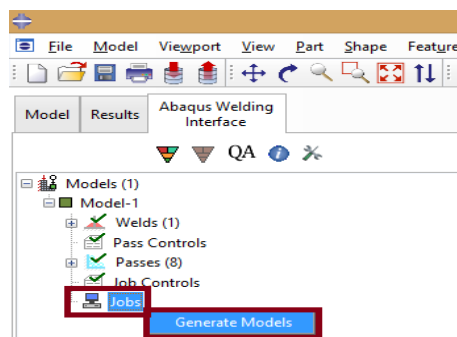 File Model Viewport View Part Shape Feature
Model Results Abaqus Welding
Interface
QA
Models (1)
Model-1
Welds (1)
Pass Controls
Passes (8)
Job Controls
Jobs
Generate Models